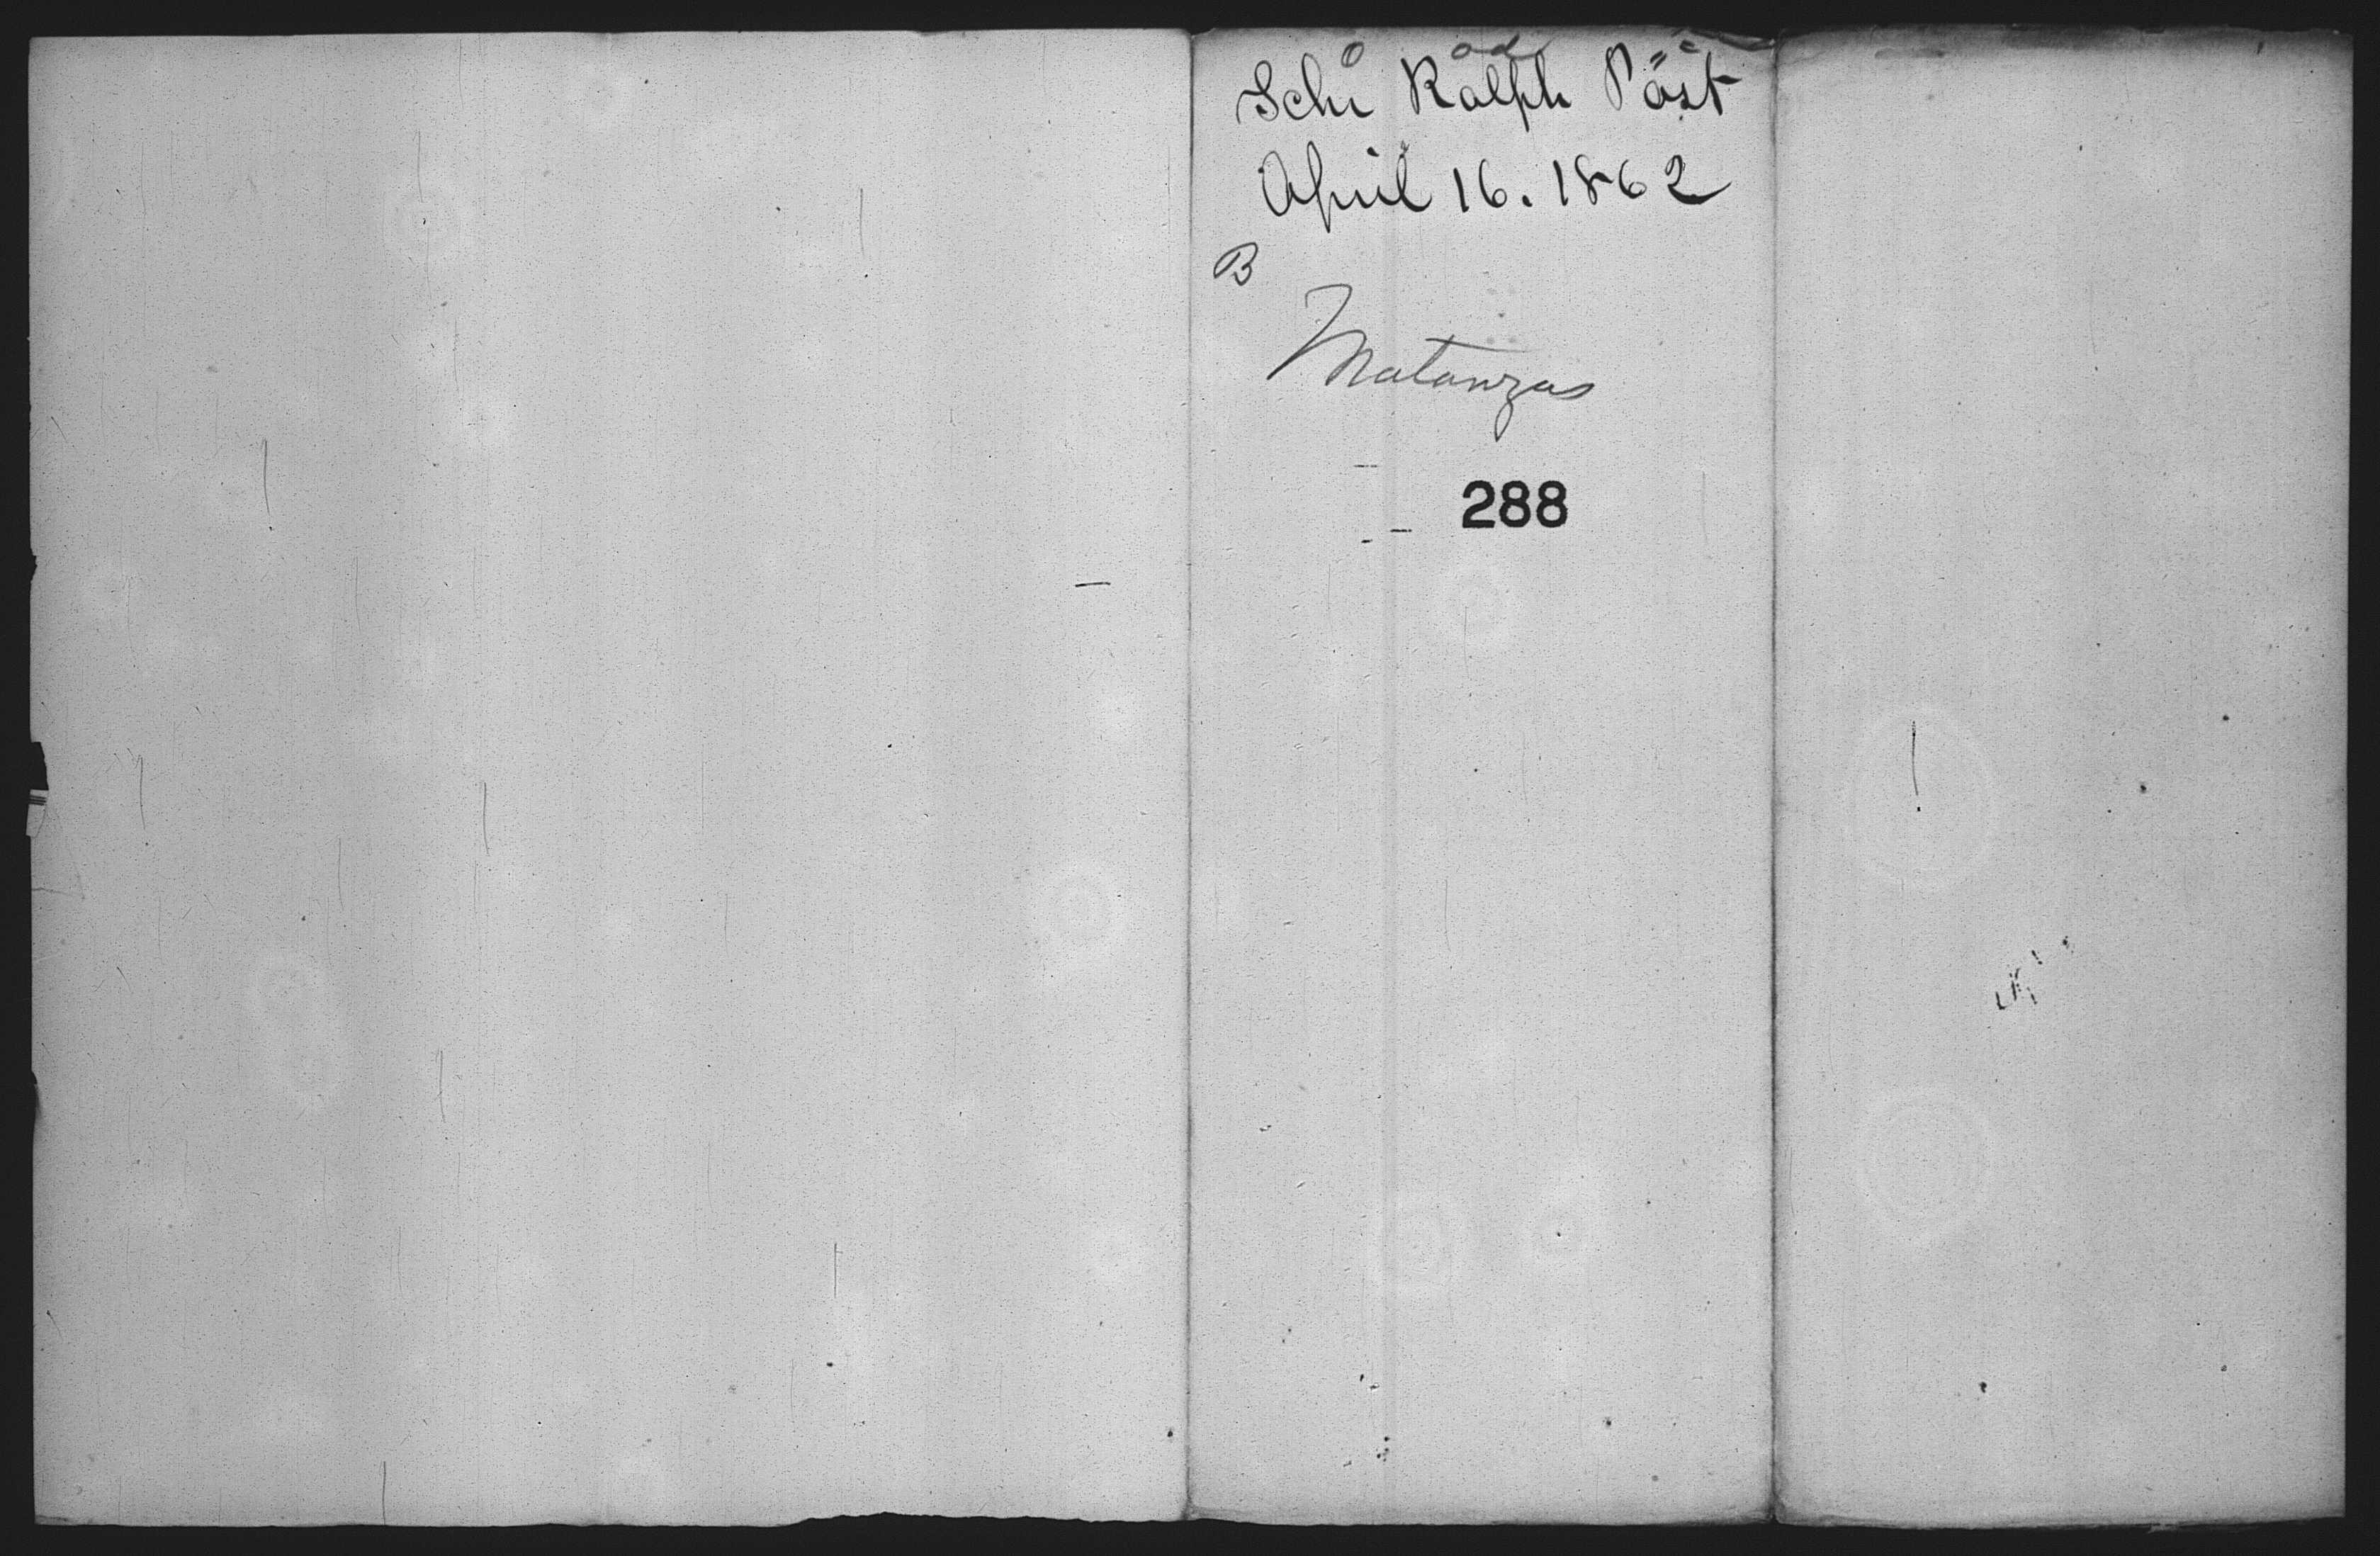 Schr Ralph Post
April 16. 1862
B
Matanzas
288